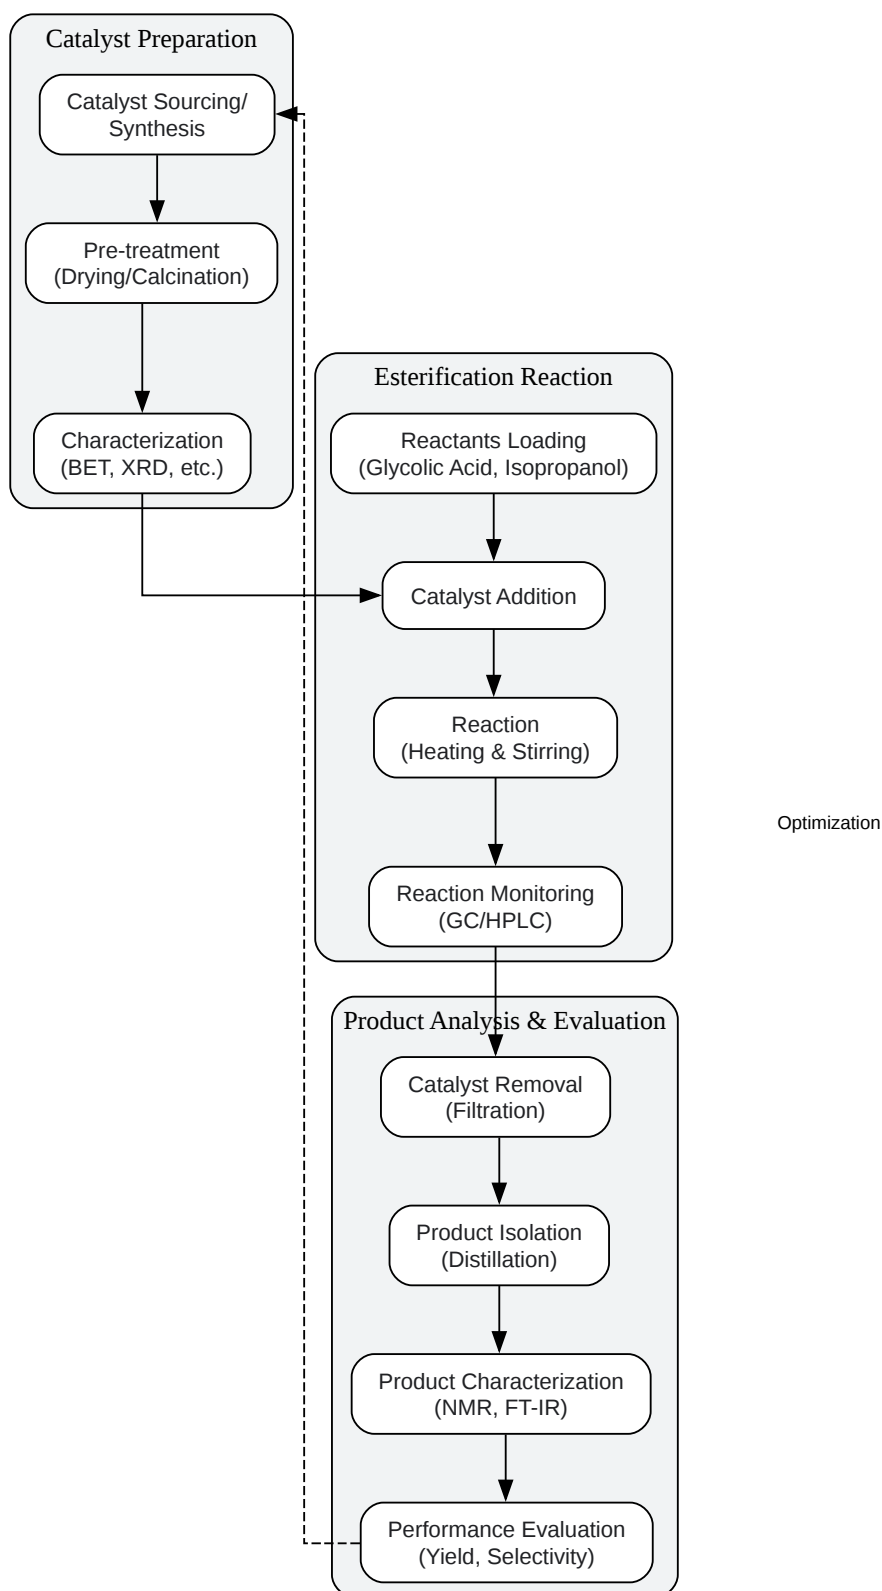 Catalyst Preparation
Catalyst Sourcing/
Synthesis
Pre-treatment
(Drying/Calcination)
Characterization
(BET, XRD, etc.)
Esterification Reaction
Reactants Loading
(Glycolic Acid, Isopropanol)
Catalyst Addition
Reaction
(Heating & Stirring)
Optimization
Reaction Monitoring
(GC/HPLC)
Product Analysis & Evaluation
Catalyst Removal
(Filtration)
Product Isolation
(Distillation)
Product Characterization
(NMR, FT-IR)
Performance Evaluation
(Yield, Selectivity)